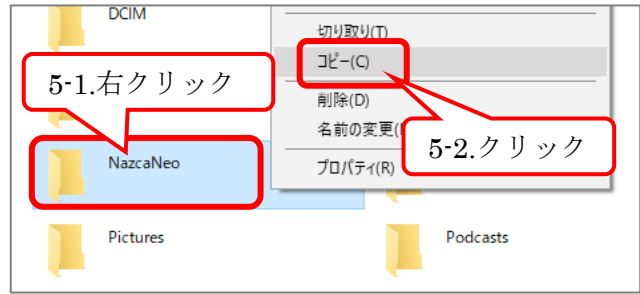 DCIM
切り取り(T)
コピー(C)
5-1.右クリック
削除(D)
名前の変更(
5-2.クリック
NazcaNeo
プロパティ(R)
Pictures
Podcasts